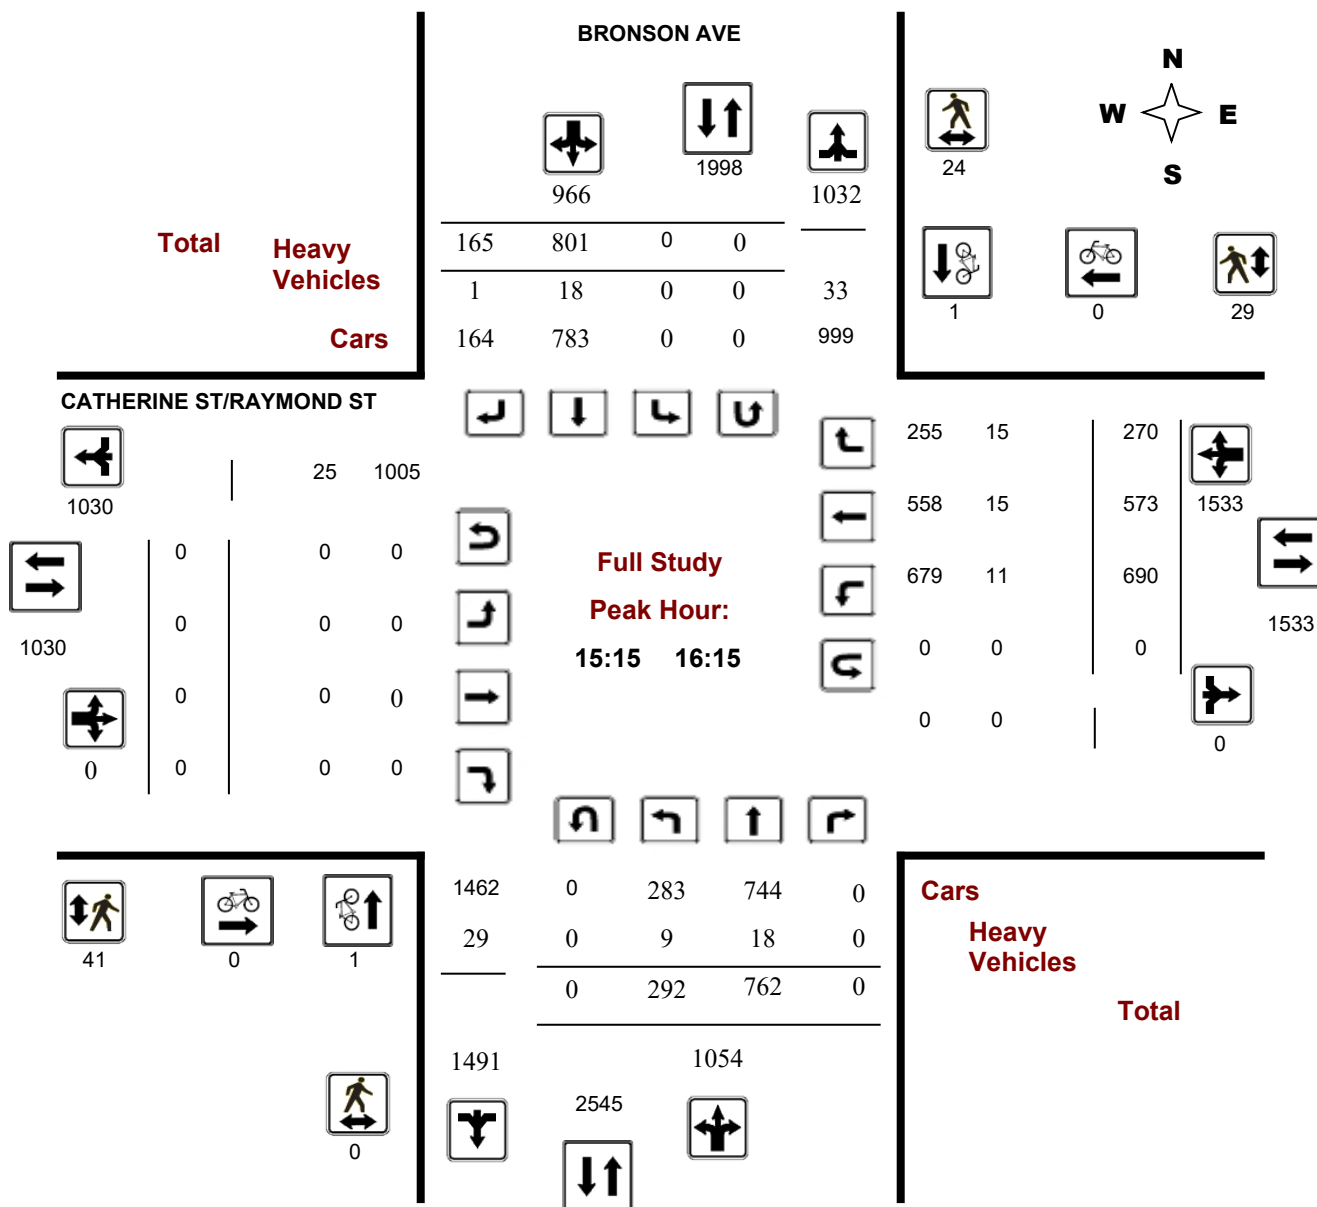 BRONSON AVE
N
W E
S
1998
24
966 1032
Total Heavy Vehicles
165 801 0 0
1 18 0 0 33
1 0 29
Cars 164 783 0 0 999
CATHERINE ST/RAYMOND ST
255 15 270
25 1005
1030
558 15 573 1533
0 0 0
Full Study
679 11 690
Peak Hour:
0 0 0
1030
1533
15:15 16:15
0 0 0
0 0 0
0 0
0
0 0 0 0
1462 0 283 744 0
Cars
29 0 9 18 0
Heavy
Vehicles
41 0 1
0 292 762 0
Total
1491 1054
2545
0